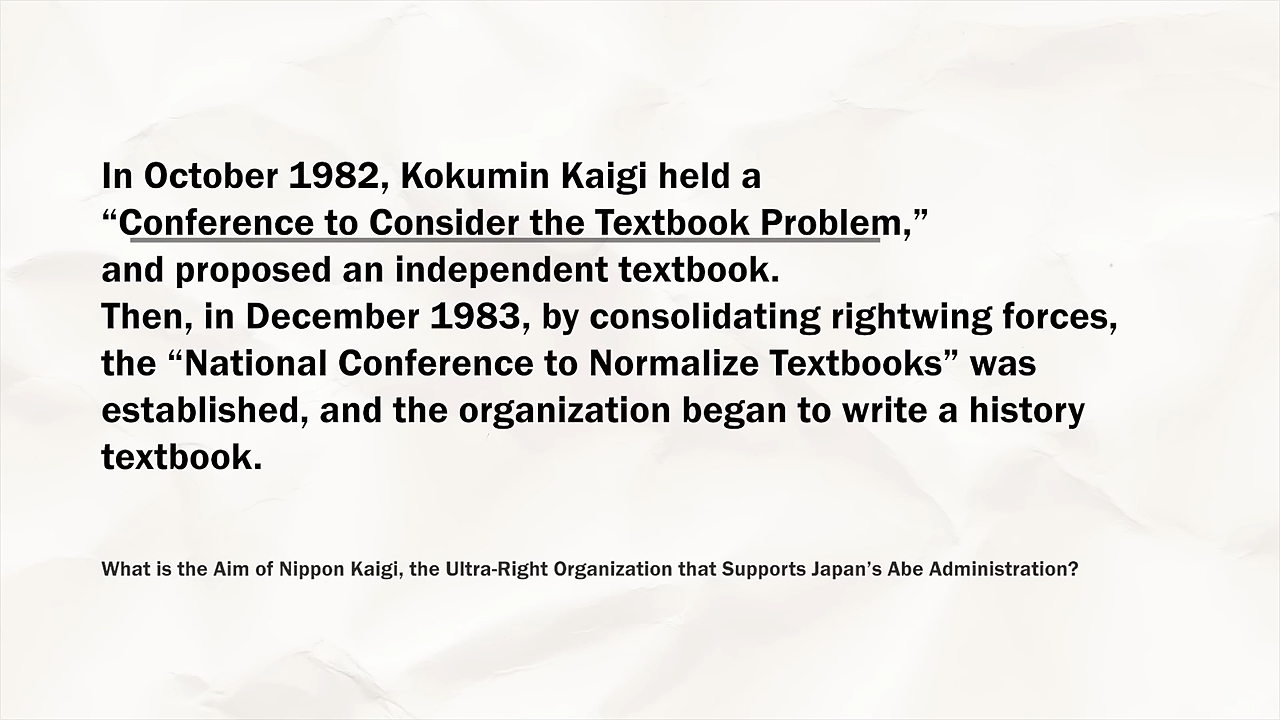 In October 1982, Kokumin Kaigi held a
“Conference to Consider the Textbook Problem,”
and proposed an independent textbook.
Then, in December 1983, by consolidating rightwing forces,
the “National Conference to Normalize Textbooks” was
established, and the organization began to write a history
textbook.
What is the Aim of Nippon Kaigi, the Ultra-Right Organization that Supports Japan’s Abe Administration?